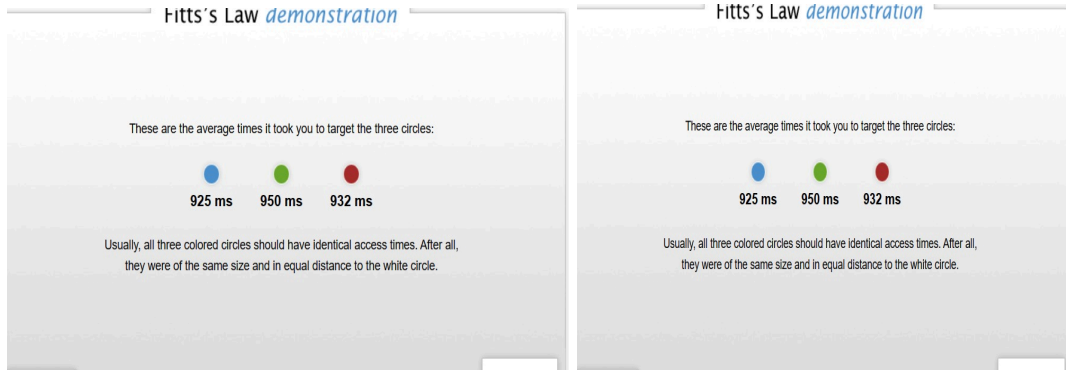 Fitts's Law demonstration
These are the average times it took you to target the three circles:
925 ms 950 ms 932 ms
Usually, all three colored circles should have identical access times. After all,
they were of the same size and in equal distance to the white circle.
Fitts's Law demonstration
These are the average times it took you to target the three circles:
925 ms 950 ms 932 ms
Usually, all three colored circles should have identical access times. After all,
they were of the same size and in equal distance to the white circle.